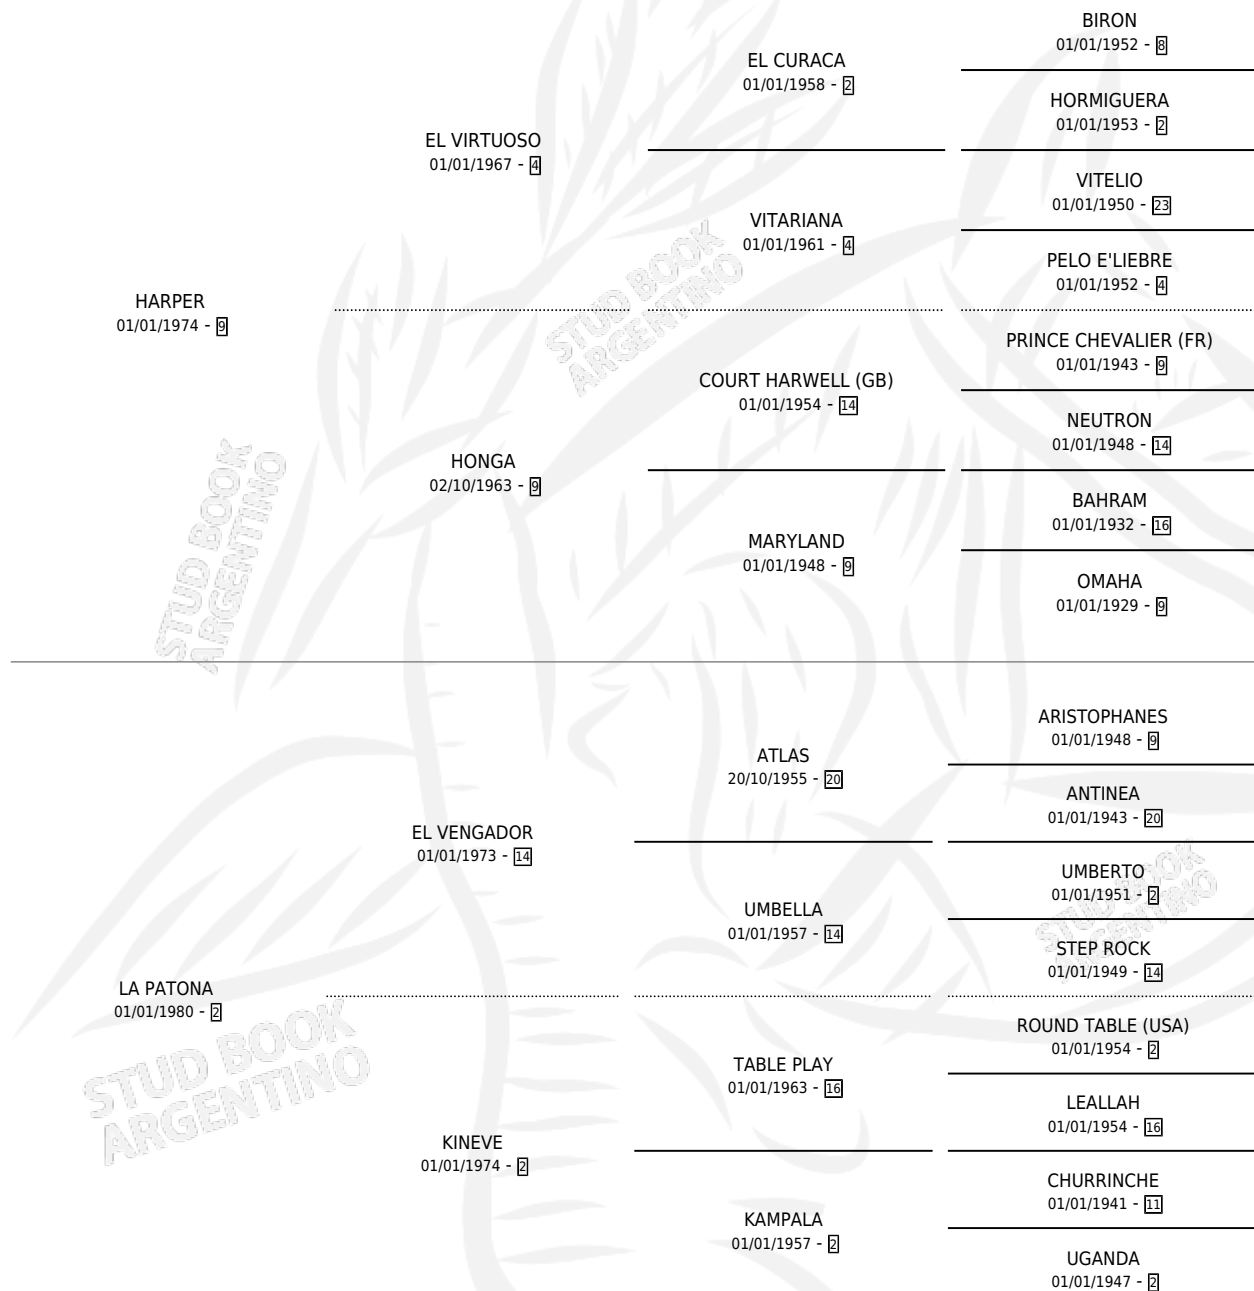 BIRON
01/01/1952 - 8
EL CURACA
01/01/1958 - 2
HORMIGUERA
01/01/1953 - 2
EL VIRTUOSO
01/01/1967 - 4
VITELIO
01/01/1950 - 23
VITARIANA
01/01/1961 - 4
PELO E'LIEBRE
01/01/1952 - 4
HARPER
01/01/1974 - 9
STUD BOOK
ARGENTINO
PRINCE CHEVALIER (FR)
01/01/1943 - 9
COURT HARWELL (GB)
01/01/1954 - 14
NEUTRON
01/01/1948 - 14
HONGA
02/10/1963 - 9
BAHRAM
01/01/1932 - 16
MARYLAND
01/01/1948 - 9
OMAHA
01/01/1929 - 9
STUD BOOK
ARGENTINO
ARISTOPHANES
01/01/1948 - 9
ATLAS
20/10/1955 - 20
ANTINEA
01/01/1943 - 20
EL VENGADOR
01/01/1973 - 14
UMBERTO
01/01/1951 - 2
UMBELLA
01/01/1957 - 14
STEP ROCK
01/01/1949 - 14
STUD BOOK
ARGENTINO
LA PATONA
01/01/1980 - 2
ROUND TABLE (USA)
01/01/1954 - 2
TABLE PLAY
01/01/1963 - 16
LEALLAH
01/01/1954 - 16
STUD BOOK
ARGENTINO
KINEVE
01/01/1974 - 2
CHURRINCHE
01/01/1941 - 11
KAMPALA
01/01/1957 - 2
UGANDA
01/01/1947 - 2